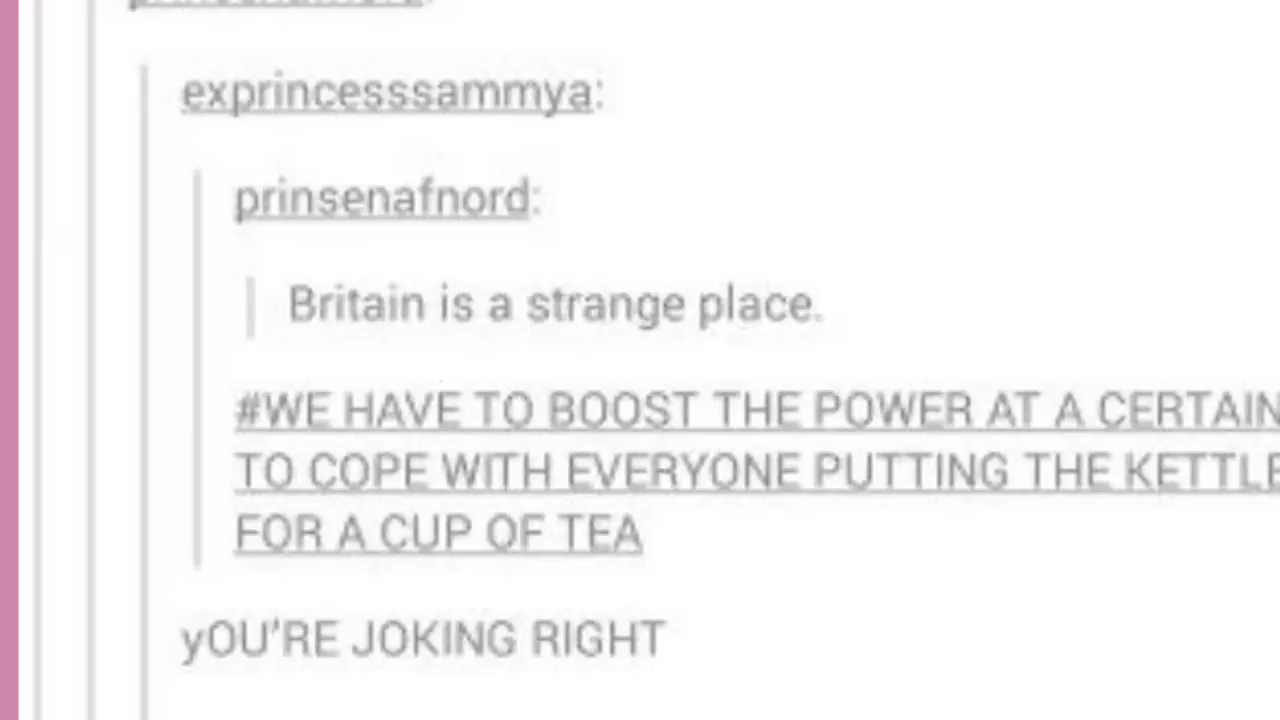 exprincesssammya:
prinsenafnord:
Britain is a strange place.
#WE HAVE TO BOOST THE POWER AT A CERTAIN
TO COPE WITH EVERYONE PUTTING THE KETTLE
FOR A CUP OF TEA
yOU'RE JOKING RIGHT